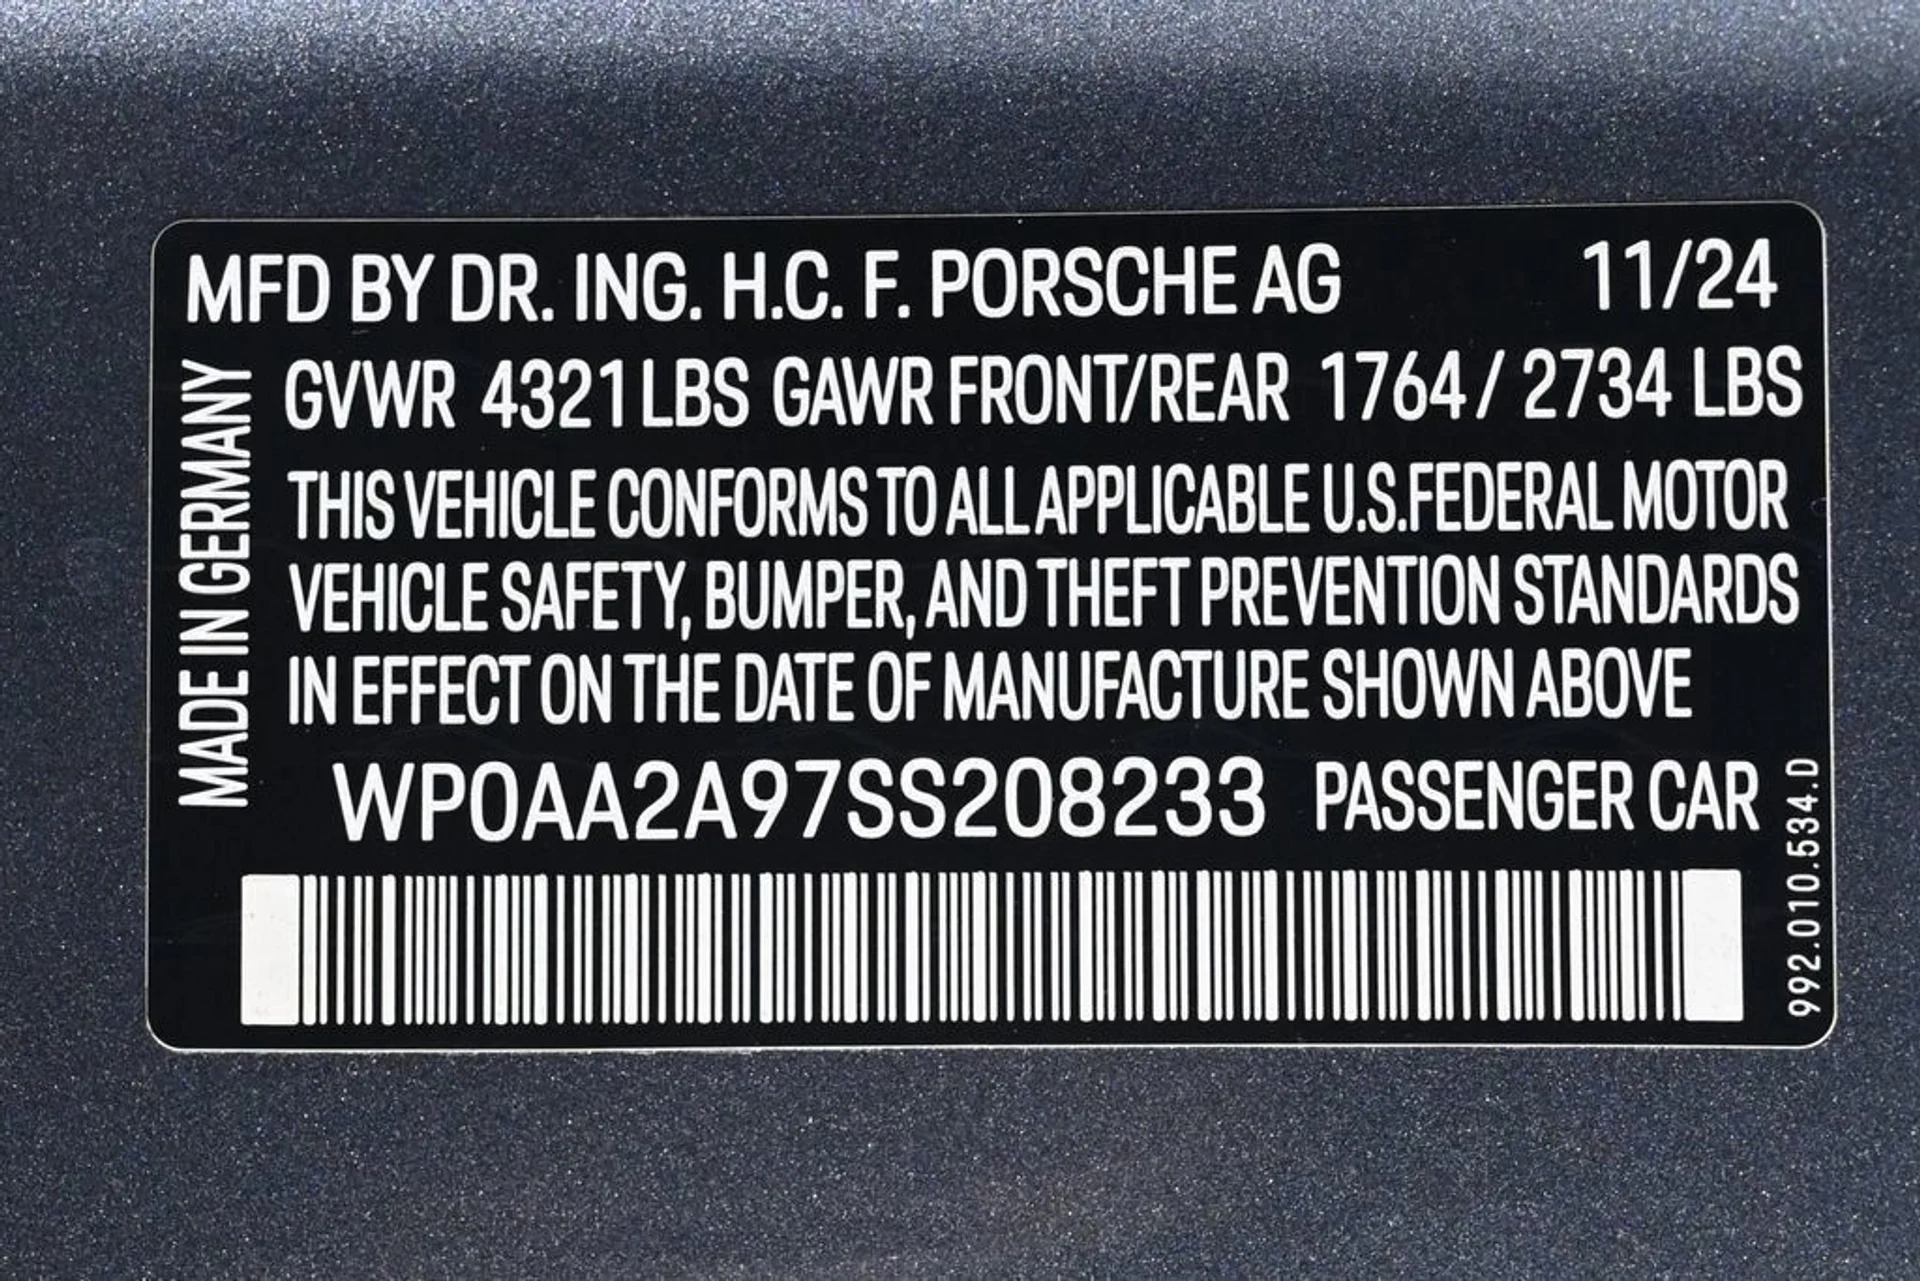 MFD BY DR. ING. H.C. F. PORSCHE AG 11/24
GVWR 4321 LBS GAWR FRONT/REAR 1764 / 2734 LBS
THIS VEHICLE CONFORMS TO ALL APPLICABLE U.S.FEDERAL MOTOR
VEHICLE SAFETY, BUMPER, AND THEFT PREVENTION STANDARDS
IN EFFECT ON THE DATE OF MANUFACTURE SHOWN ABOVE
WP0AA2A97SS208233 PASSENGER CAR
MADE IN GERMANY
992.010.534.D